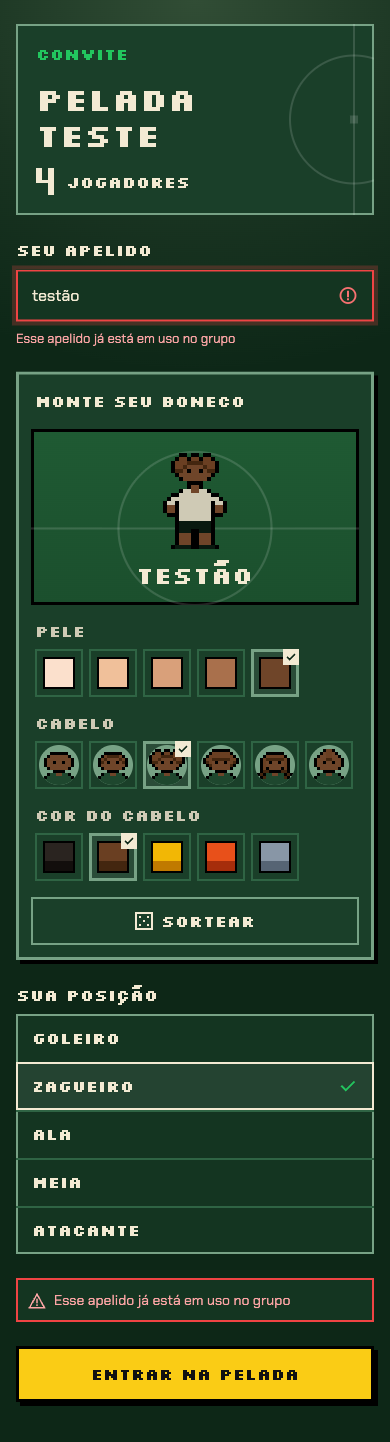 CONVITE
PELADA
TESTE
4 JOGADORES
SEU APELIDO
testão
Esse apelido já está em uso no grupo
MONTE SEU BONECO
TESTÃO
PELE
CABELO
COR DO CABELO
SORTEAR
SUA POSIÇÃO
GOLEIRO
ZAGUEIRO
ALA
MEIA
ATACANTE
Esse apelido já está em uso no grupo
ENTRAR NA PELADA